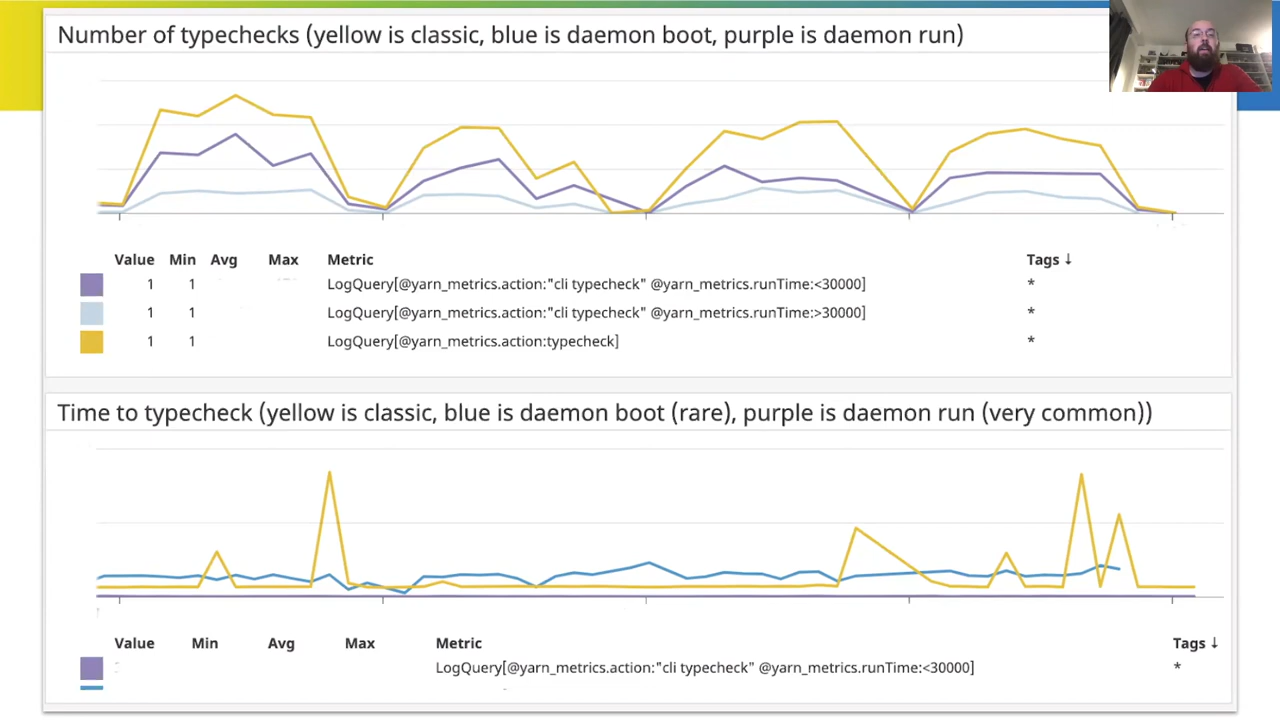 Number of typechecks (yellow is classic, blue is daemon boot, purple is daemon run)
Value Min Avg Max Metric Tags ↓
1 1 LogQuery[@yarn_metrics.action:"cli typecheck" @yarn_metrics.runTime:<30000] *
1 1 LogQuery[@yarn_metrics.action:"cli typecheck" @yarn_metrics.runTime:>30000] *
1 1 LogQuery[@yarn_metrics.action:typecheck] *
Time to typecheck (yellow is classic, blue is daemon boot (rare), purple is daemon run (very common))
Value Min Avg Max Metric Tags ↓
LogQuery[@yarn_metrics.action:"cli typecheck" @yarn_metrics.runTime:<30000] *